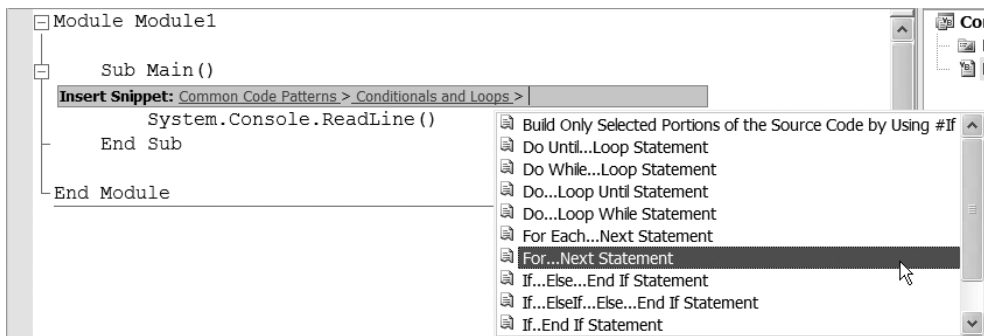 Module Module1
Sub Main()
Insert Snippet: Common Code Patterns > Conditionals and Loops >
System.Console.ReadLine()
End Sub
End Module
Build Only Selected Portions of the Source Code by Using #If
Do Until...Loop Statement
Do While...Loop Statement
Do...Loop Until Statement
Do...Loop While Statement
For Each...Next Statement
For...Next Statement
If...Else...End If Statement
If...ElseIf...Else...End If Statement
If..End If Statement